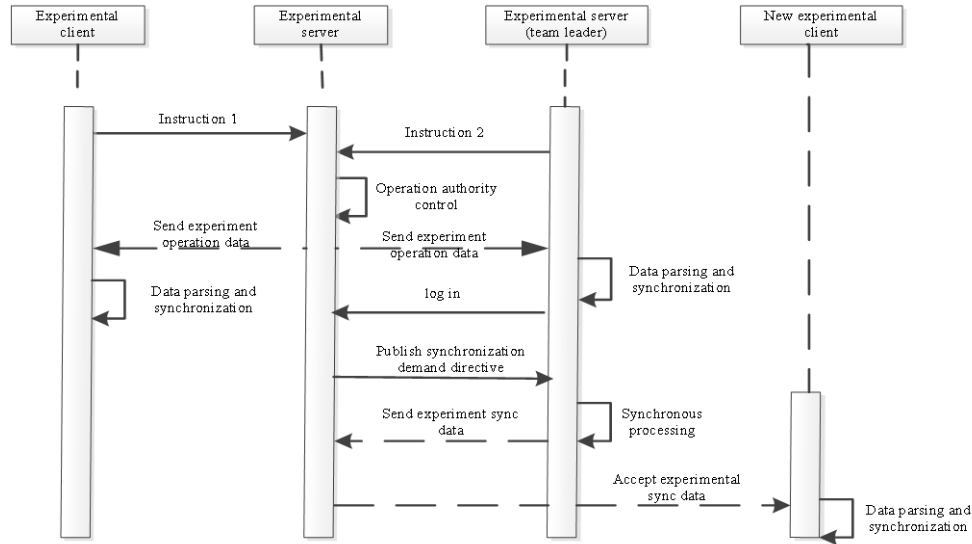 Experimental
client
Experimental
server
Experimental server
(team leader)
New experimental
client
Instruction 1
Instruction 2
Operation authority
control
Send experiment
operation data
Send experiment
operation data
Data parsing and
synchronization
Data parsing and
synchronization
log in
Publish synchronization
demand directive
Send experiment sync
data
Synchronous
processing
Accept experimental
sync data
Data parsing and
synchronization